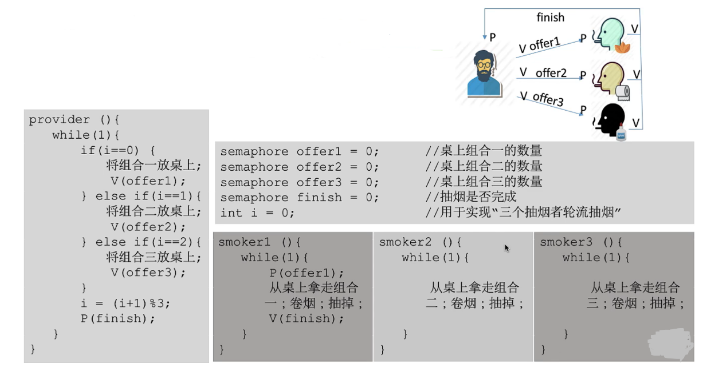 finish
P
V offer1 P V
V offer2 P V
V offer3 P V
provider (){
while(1){
if(i==0) {
将组合一放桌上;
V(offer1);
} else if(i==1){
将组合二放桌上;
V(offer2);
} else if(i==2){
将组合三放桌上;
V(offer3);
}
i = (i+1)%3;
P(finish);
}
}
semaphore offer1 = 0; //桌上组合一的数量
semaphore offer2 = 0; //桌上组合二的数量
semaphore offer3 = 0; //桌上组合三的数量
semaphore finish = 0; //抽烟是否完成
int i = 0; //用于实现“三个抽烟者轮流抽烟”
smoker1 (){
while(1){
P(offer1);
从桌上拿走组合
一；卷烟；抽掉；
V(finish);
}
}
smoker2 (){
while(1){
从桌上拿走组合
二；卷烟；抽掉；
}
}
smoker3 (){
while(1){
从桌上拿走组合
三；卷烟；抽掉；
}
}